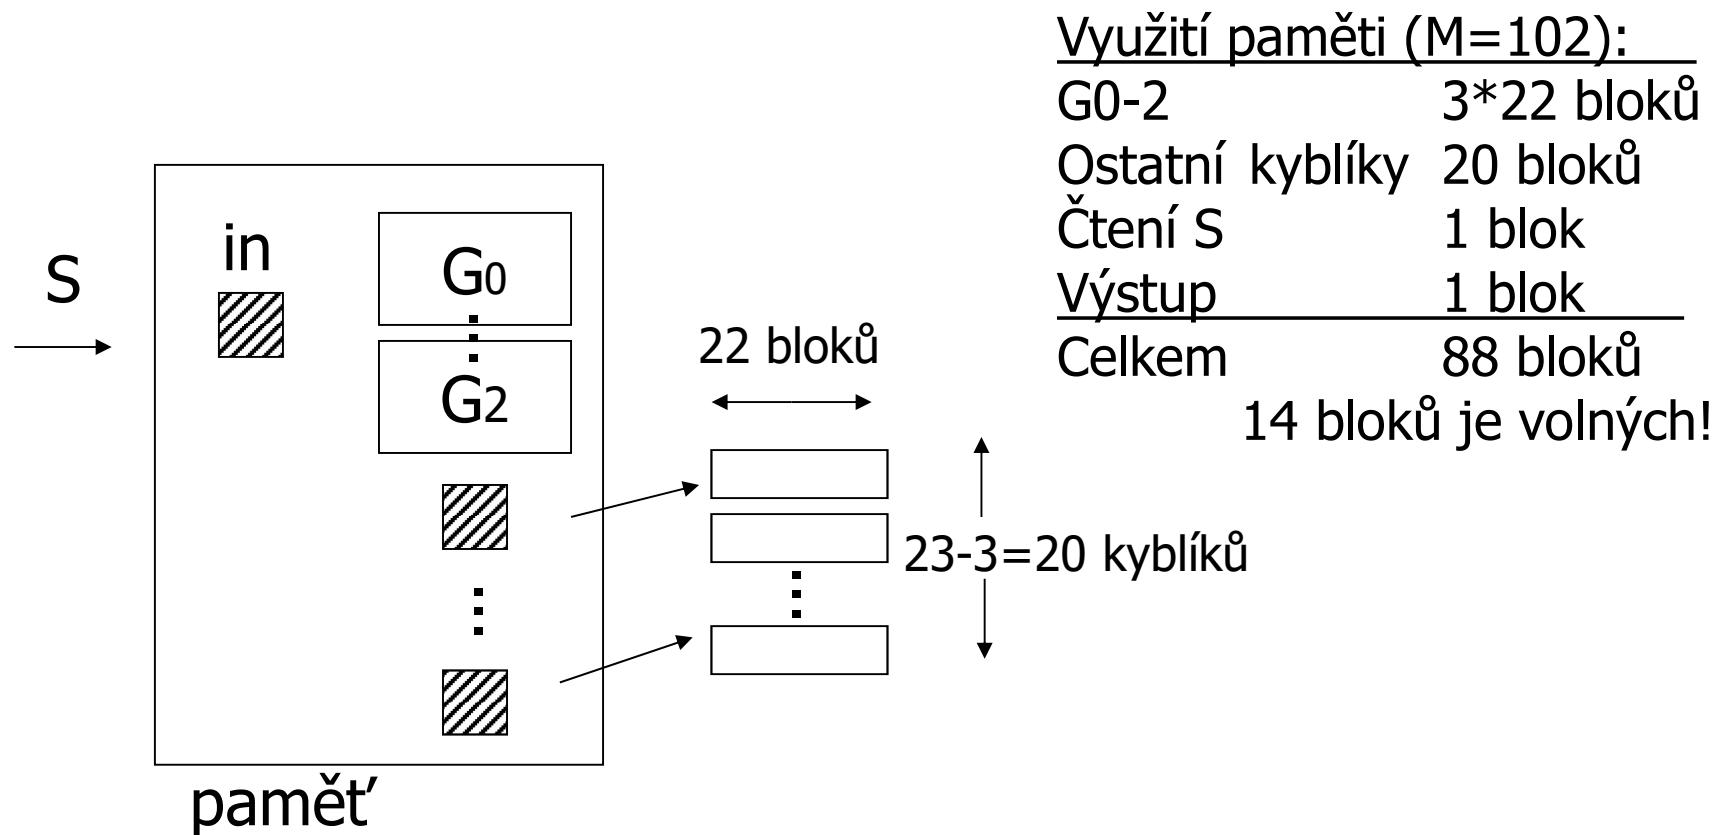 Využití paměti (M=102):
G0-2 3*22 bloků
Ostatní kyblíky 20 bloků
Čtení S 1 blok
Výstup 1 blok
Celkem 88 bloků
14 bloků je volných!
S
in
G0
G2
22 bloků
23-3=20 kyblíků
paměť